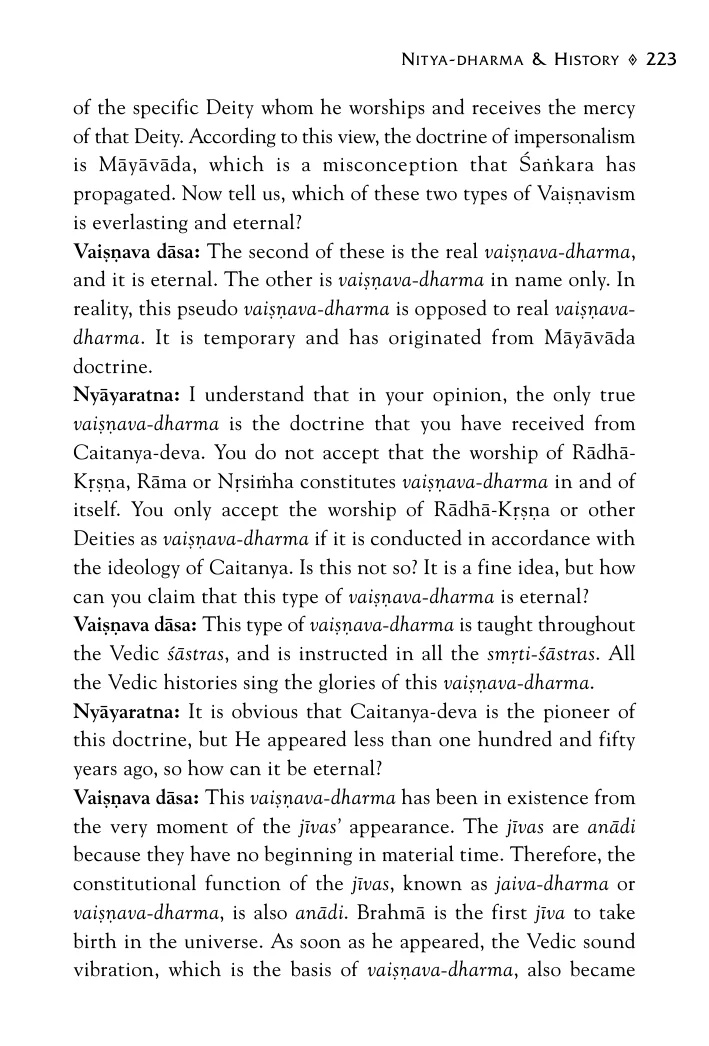 NITYA-DHARMA & HISTORY ◈ 223
of the specific Deity whom he worships and receives the mercy
of that Deity. According to this view, the doctrine of impersonalism
is Māyāvāda, which is a misconception that Śaṅkara has
propagated. Now tell us, which of these two types of Vaiṣṇavism
is everlasting and eternal?
Vaiṣṇava dāsa: The second of these is the real vaiṣṇava-dharma,
and it is eternal. The other is vaiṣṇava-dharma in name only. In
reality, this pseudo vaiṣṇava-dharma is opposed to real vaiṣṇava-
dharma. It is temporary and has originated from Māyāvāda
doctrine.
Nyāyaratna: I understand that in your opinion, the only true
vaiṣṇava-dharma is the doctrine that you have received from
Caitanya-deva. You do not accept that the worship of Rādhā-
Kṛṣṇa, Rāma or Nṛsiṁha constitutes vaiṣṇava-dharma in and of
itself. You only accept the worship of Rādhā-Kṛṣṇa or other
Deities as vaiṣṇava-dharma if it is conducted in accordance with
the ideology of Caitanya. Is this not so? It is a fine idea, but how
can you claim that this type of vaiṣṇava-dharma is eternal?
Vaiṣṇava dāsa: This type of vaiṣṇava-dharma is taught throughout
the Vedic śāstras, and is instructed in all the smṛti-śāstras. All
the Vedic histories sing the glories of this vaiṣṇava-dharma.
Nyāyaratna: It is obvious that Caitanya-deva is the pioneer of
this doctrine, but He appeared less than one hundred and fifty
years ago, so how can it be eternal?
Vaiṣṇava dāsa: This vaiṣṇava-dharma has been in existence from
the very moment of the jīvas’ appearance. The jīvas are anādi
because they have no beginning in material time. Therefore, the
constitutional function of the jīvas, known as jaiva-dharma or
vaiṣṇava-dharma, is also anādi. Brahmā is the first jīva to take
birth in the universe. As soon as he appeared, the Vedic sound
vibration, which is the basis of vaiṣṇava-dharma, also became